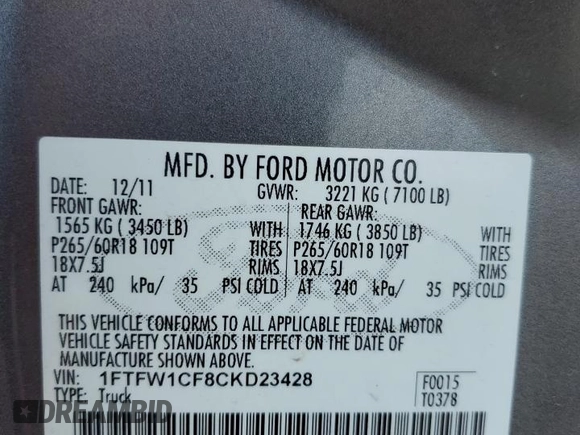 MFD. BY FORD MOTOR CO.
DATE: 12/11 GVWR: 3221 KG ( 7100 LB)
FRONT GAWR: REAR GAWR:
1565 KG ( 3450 LB) WITH 1746 KG ( 3850 LB) WITH
P265/60R18 109T TIRES P265/60R18 109T TIRES
18X7.5J RIMS 18X7.5J RIMS
AT 240 kPa/ 35 PSI COLD AT 240 kPa/ 35 PSI COLD
THIS VEHICLE CONFORMS TO ALL APPLICABLE FEDERAL MOTOR
VEHICLE SAFETY STANDARDS IN EFFECT ON THE DATE OF
MANUFACTURE SHOWN ABOVE.
VIN: 1FTFW1CF8CKD23428 F0015
TYPE: Truck T0378
Ford
DREAMBID